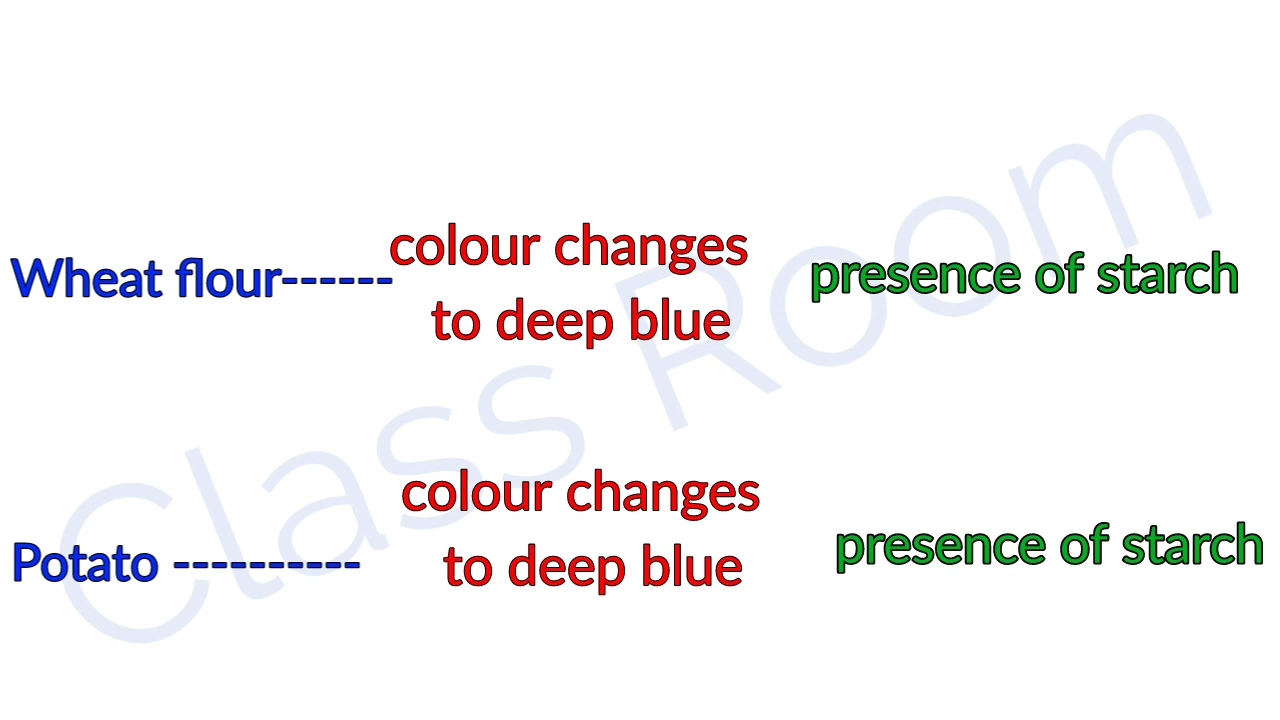 Wheat flour------
colour changes
to deep blue
presence of starch
Potato ----------
colour changes
to deep blue
presence of starch
Class Room